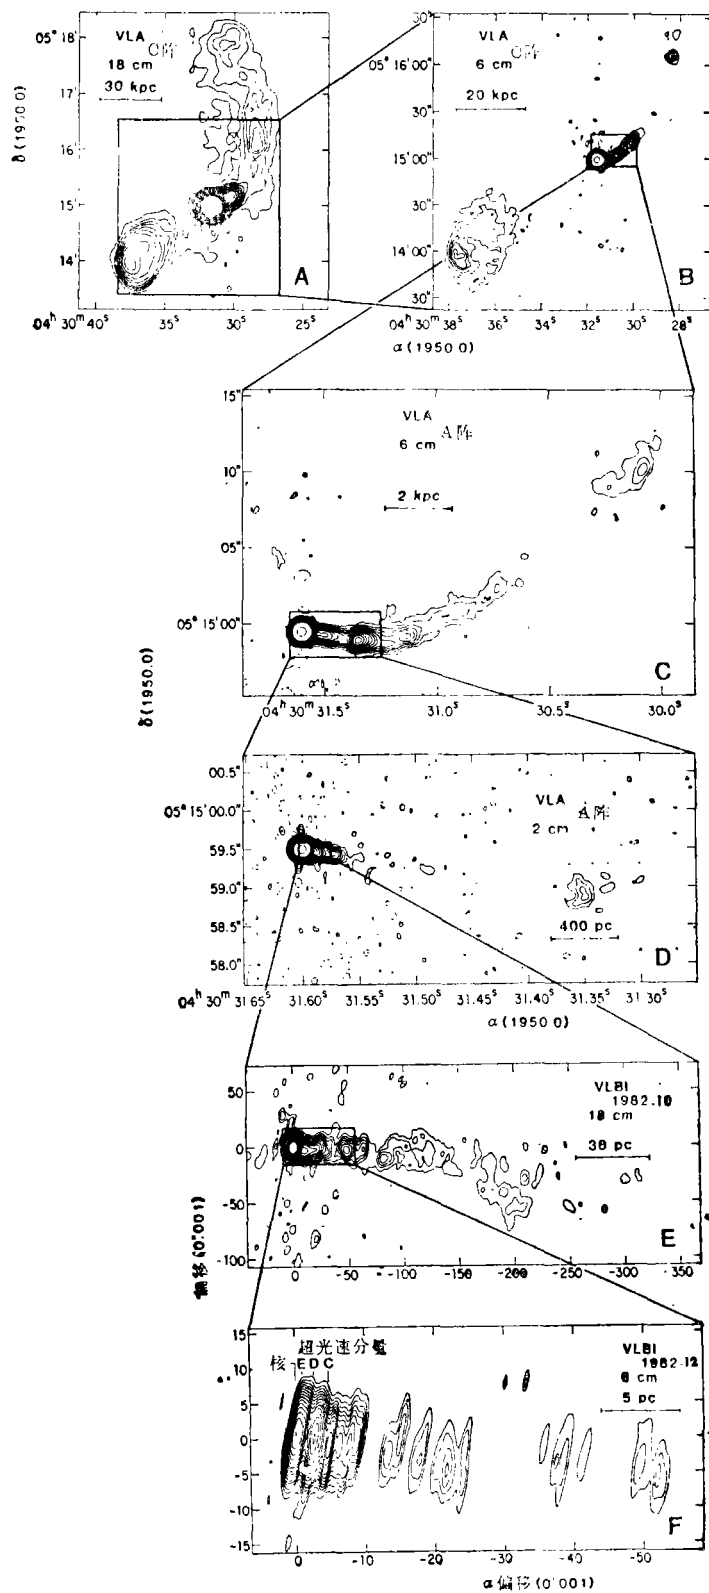 VLA C阵
18 cm
30 kpc
A
05° 18'
17'
16'
15'
14'
δ(1950.0)
04ʰ 30ᵐ 40ˢ 35ˢ 30ˢ 25ˢ
VLA C阵
6 cm
20 kpc
B
30"
05° 16' 00"
30"
15' 00"
30"
14' 00"
30"
04ʰ 30ᵐ 38ˢ 36ˢ 34ˢ 32ˢ 30ˢ 28ˢ
α(1950.0)
VLA A阵
6 cm
2 kpc
C
15"
10"
05"
05° 15' 00"
δ(1950.0)
04ʰ 30ᵐ 31.5ˢ 31.0ˢ 30.5ˢ 30.0ˢ
VLA A阵
2 cm
400 pc
D
00.5"
05° 15' 00.0"
59.5"
59.0"
58.5"
58.0"
04ʰ 30ᵐ 31.65ˢ 31.60ˢ 31.55ˢ 31.50ˢ 31.45ˢ 31.40ˢ 31.35ˢ 31.30ˢ
α(1950.0)
VLBI
1982.10
18 cm
38 pc
E
50
0
-50
-100
偏移(0".001)
0 -50 -100 -150 -200 -250 -300 -350
超光速分量
核 EDC
VLBI
1982.12
6 cm
5 pc
F
15
10
5
0
-5
-10
-15
0 -10 -20 -30 -40 -50
α 偏移(0".001)